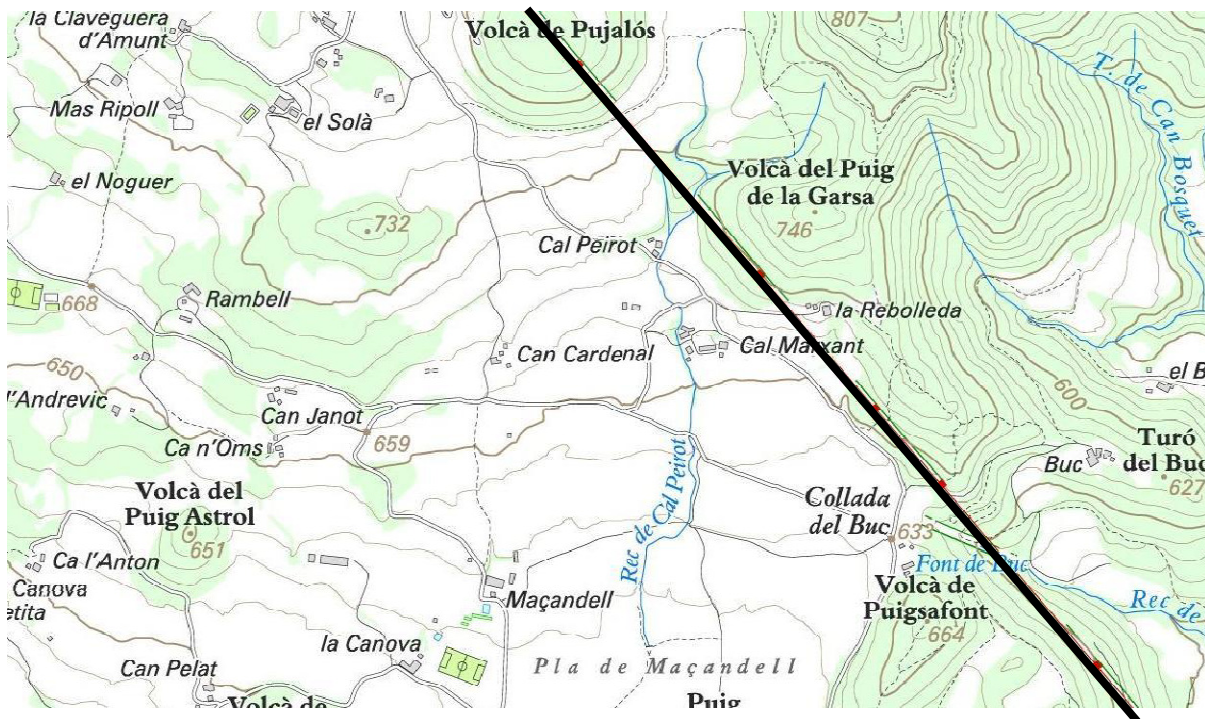 la Claveguera
d'Amunt
Volcà de Pujalós
807
T. de Can Bosquet
Mas Ripoll
el Solà
el Noguer
Volcà del Puig
de la Garsa
732
746
Cal Peirot
Rambell
668
la Rebolleda
Can Cardenal
Cal Marxant
650
600
el B
l'Andrevic
Can Janot
659
Ca n'Oms
Rec de Cal Peirot
Buc
Turó
del Buc
627
Volcà del
Puig Astrol
651
Collada
del Buc
633
Ca l'Anton
Canova
etita
Maçandell
Font de Buc
Volcà de
Puigsafont
664
Rec de
la Canova
Can Pelat
Pla de Maçandell
Volcà de
Puig